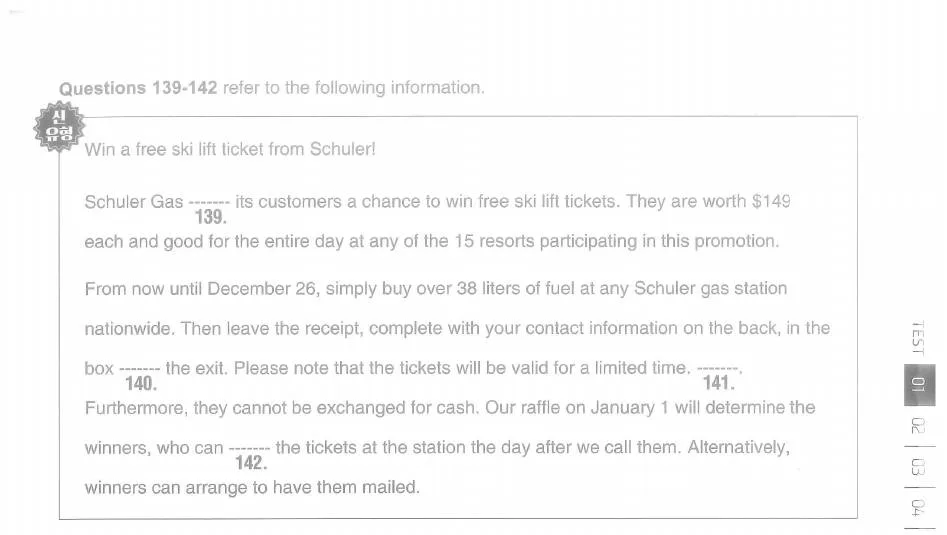 Questions 139-142 refer to the following information.
신
유형
Win a free ski lift ticket from Schuler!
Schuler Gas ------- its customers a chance to win free ski lift tickets. They are worth $149
139.
each and good for the entire day at any of the 15 resorts participating in this promotion.
From now until December 26, simply buy over 38 liters of fuel at any Schuler gas station
nationwide. Then leave the receipt, complete with your contact information on the back, in the
box ------- the exit. Please note that the tickets will be valid for a limited time. -------.
140. 141.
Furthermore, they cannot be exchanged for cash. Our raffle on January 1 will determine the
winners, who can ------- the tickets at the station the day after we call them. Alternatively,
142.
winners can arrange to have them mailed.
TEST
01
02
03
04